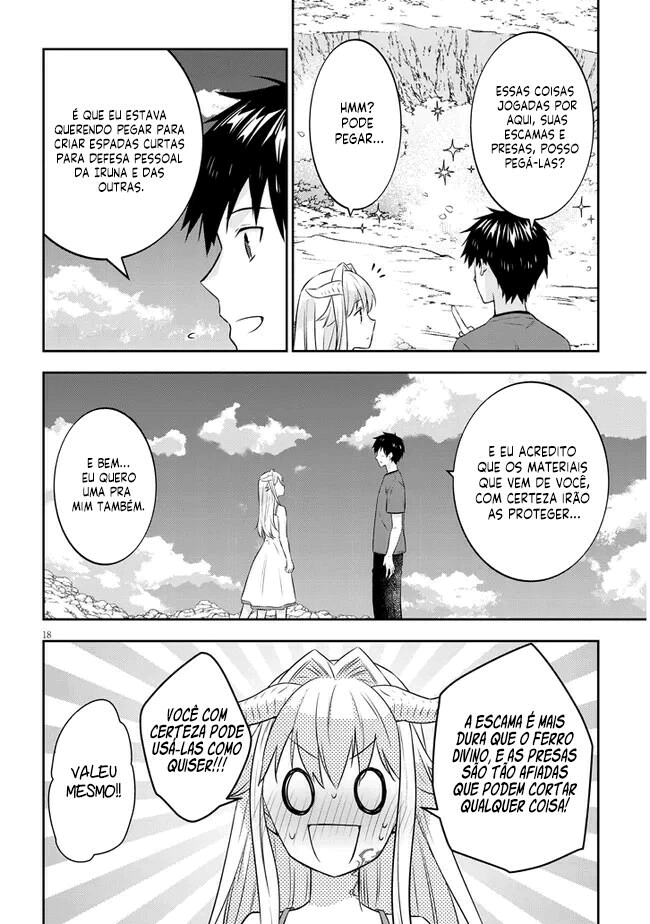 ESSAS COISAS
JOGADAS POR
AQUI, SUAS
ESCAMAS E
PRESAS, POSSO
PEGÁ-LAS?
HMM?
PODE
PEGAR...
É QUE EU ESTAVA
QUERENDO PEGAR PARA
CRIAR ESPADAS CURTAS
PARA DEFESA PESSOAL
DA IRUNA E DAS
OUTRAS.
E EU ACREDITO
QUE OS MATERIAIS
QUE VEM DE VOCÊ,
COM CERTEZA IRÃO
AS PROTEGER...
E BEM...
EU QUERO
UMA PRA
MIM TAMBÉM.
18
A ESCAMA É MAIS
DURA QUE O FERRO
DIVINO, E AS PRESAS
SÃO TÃO AFIADAS
QUE PODEM CORTAR
QUALQUER COISA!
VOCÊ COM
CERTEZA PODE
USÁ-LAS COMO
QUISER!!!
VALEU
MESMO!!